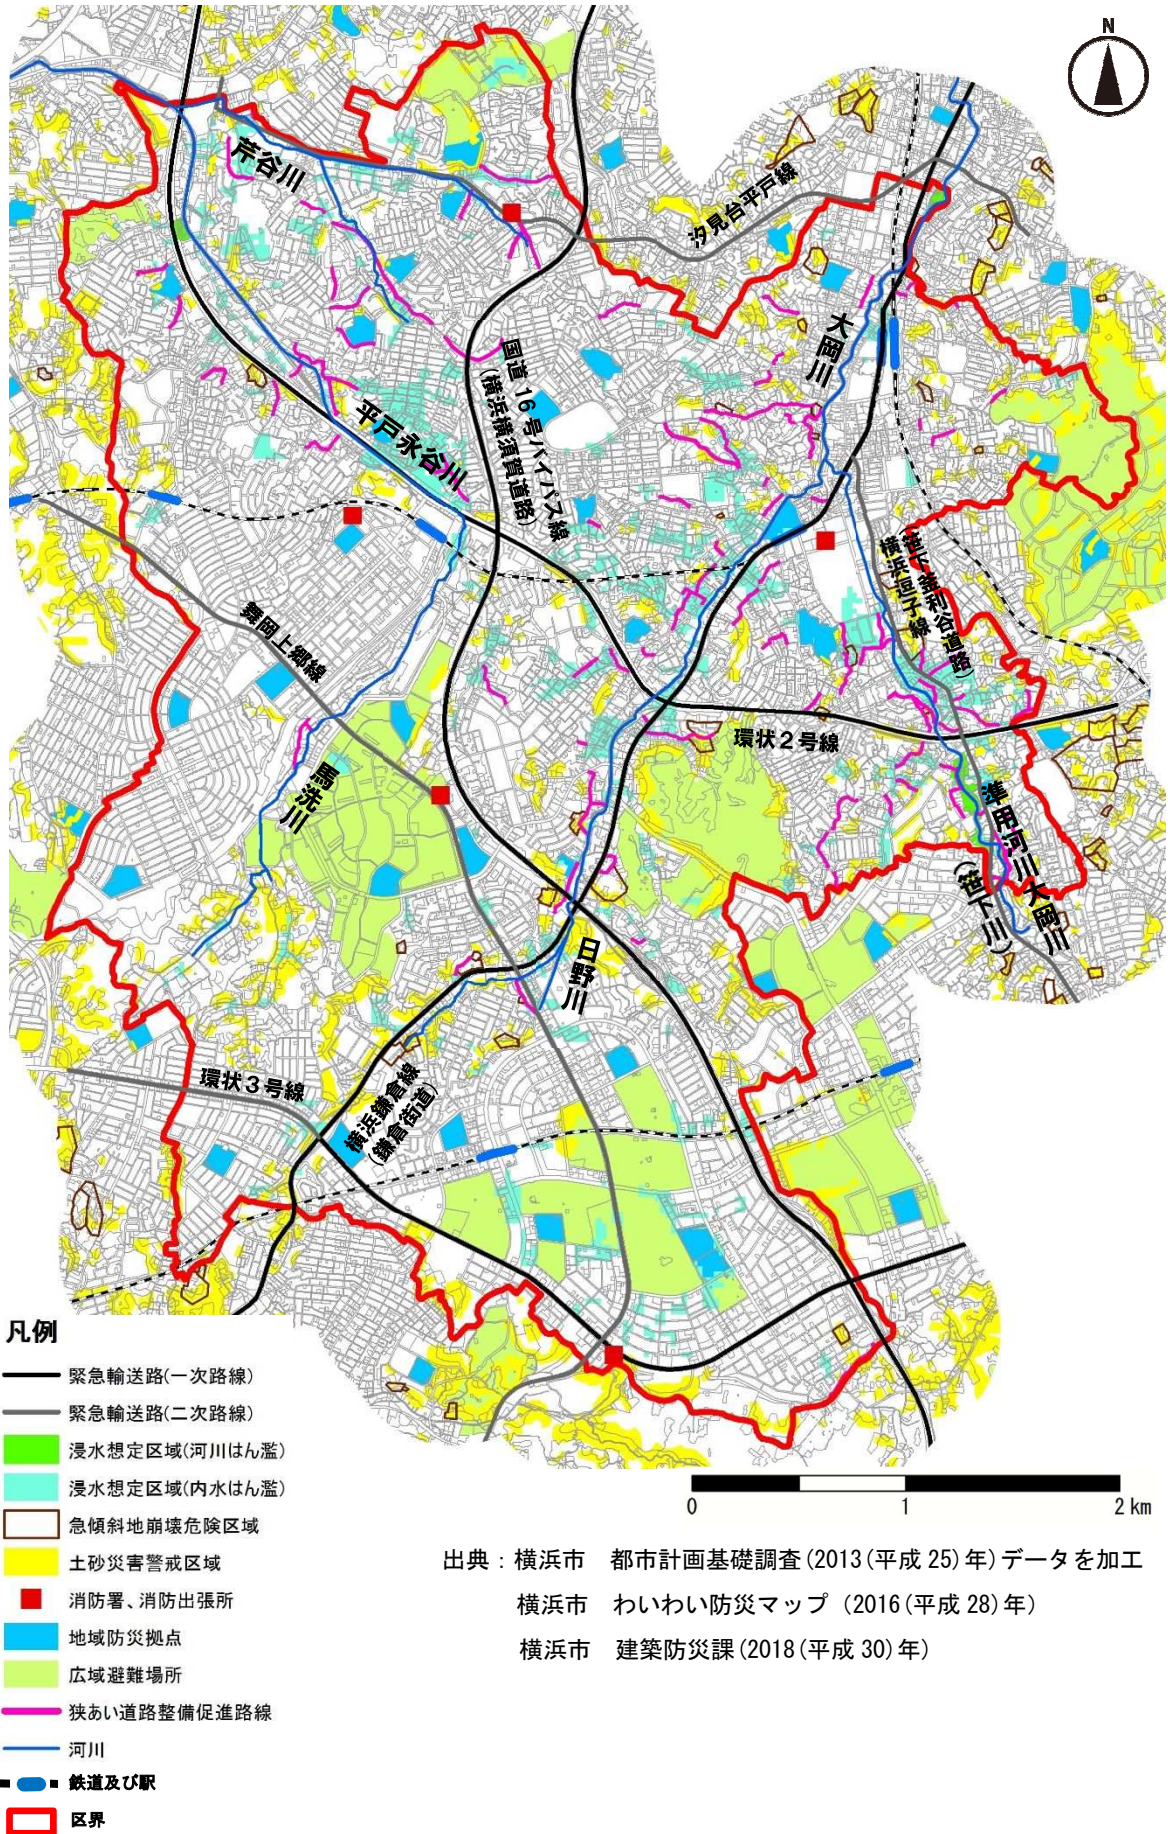 N
芹谷川
汐見台平戸線
大岡川
国道16号バイパス線
(横浜横須賀道路)
平戸永谷川
横浜逗子線
(笹下釜利谷道路)
舞岡上郷線
環状2号線
馬洗川
準用河川大岡川
(笹下川)
日野川
環状3号線
横浜鎌倉線
(鎌倉街道)
凡例
緊急輸送路(一次路線)
緊急輸送路(二次路線)
浸水想定区域(河川はん濫)
浸水想定区域(内水はん濫)
急傾斜地崩壊危険区域
土砂災害警戒区域
消防署、消防出張所
地域防災拠点
広域避難場所
狭あい道路整備促進路線
河川
鉄道及び駅
区界
0 1 2 km
出典：横浜市　都市計画基礎調査(2013(平成25)年)データを加工
横浜市　わいわい防災マップ (2016(平成28)年)
横浜市　建築防災課(2018(平成30)年)